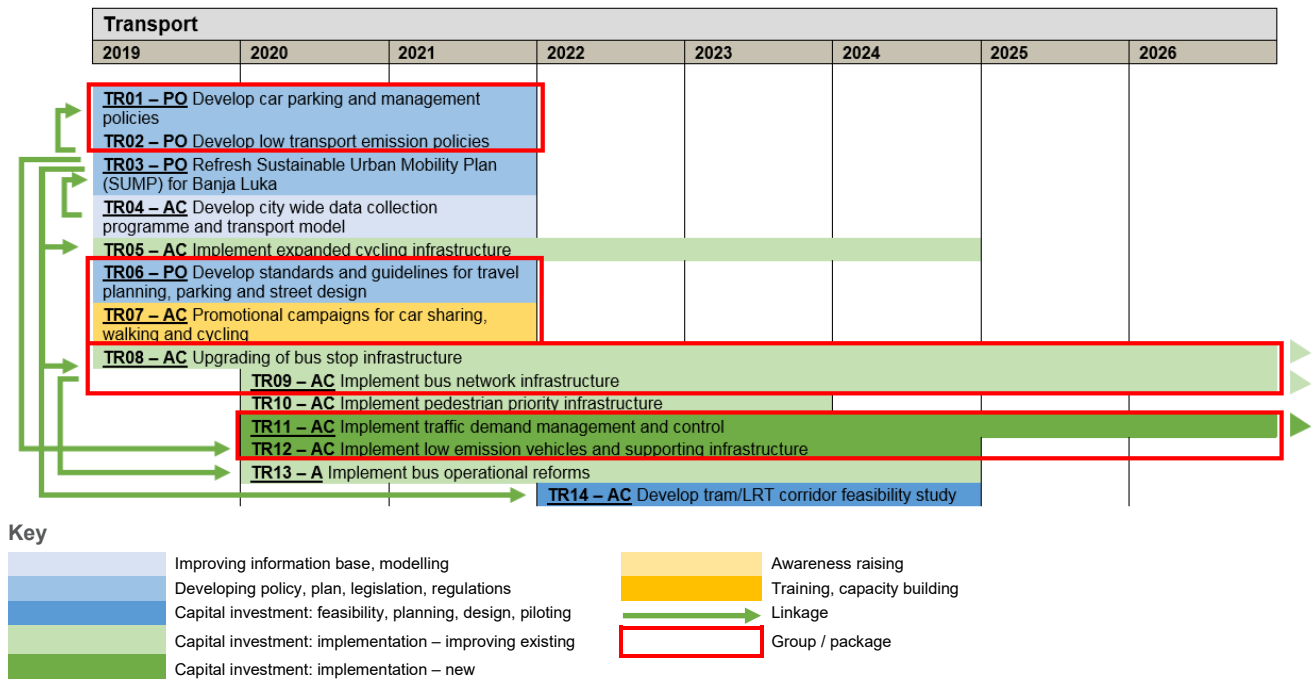 Transport
2019 2020 2021 2022 2023 2024 2025 2026
TR01 – PO Develop car parking and management
policies
TR02 – PO Develop low transport emission policies
TR03 – PO Refresh Sustainable Urban Mobility Plan
(SUMP) for Banja Luka
TR04 – AC Develop city wide data collection
programme and transport model
TR05 – AC Implement expanded cycling infrastructure
TR06 – PO Develop standards and guidelines for travel
planning, parking and street design
TR07 – AC Promotional campaigns for car sharing,
walking and cycling
TR08 – AC Upgrading of bus stop infrastructure
TR09 – AC Implement bus network infrastructure
TR10 – AC Implement pedestrian priority infrastructure
TR11 – AC Implement traffic demand management and control
TR12 – AC Implement low emission vehicles and supporting infrastructure
TR13 – A Implement bus operational reforms
TR14 – AC Develop tram/LRT corridor feasibility study
Key
Improving information base, modelling
Developing policy, plan, legislation, regulations
Capital investment: feasibility, planning, design, piloting
Capital investment: implementation – improving existing
Capital investment: implementation – new
Awareness raising
Training, capacity building
Linkage
Group / package